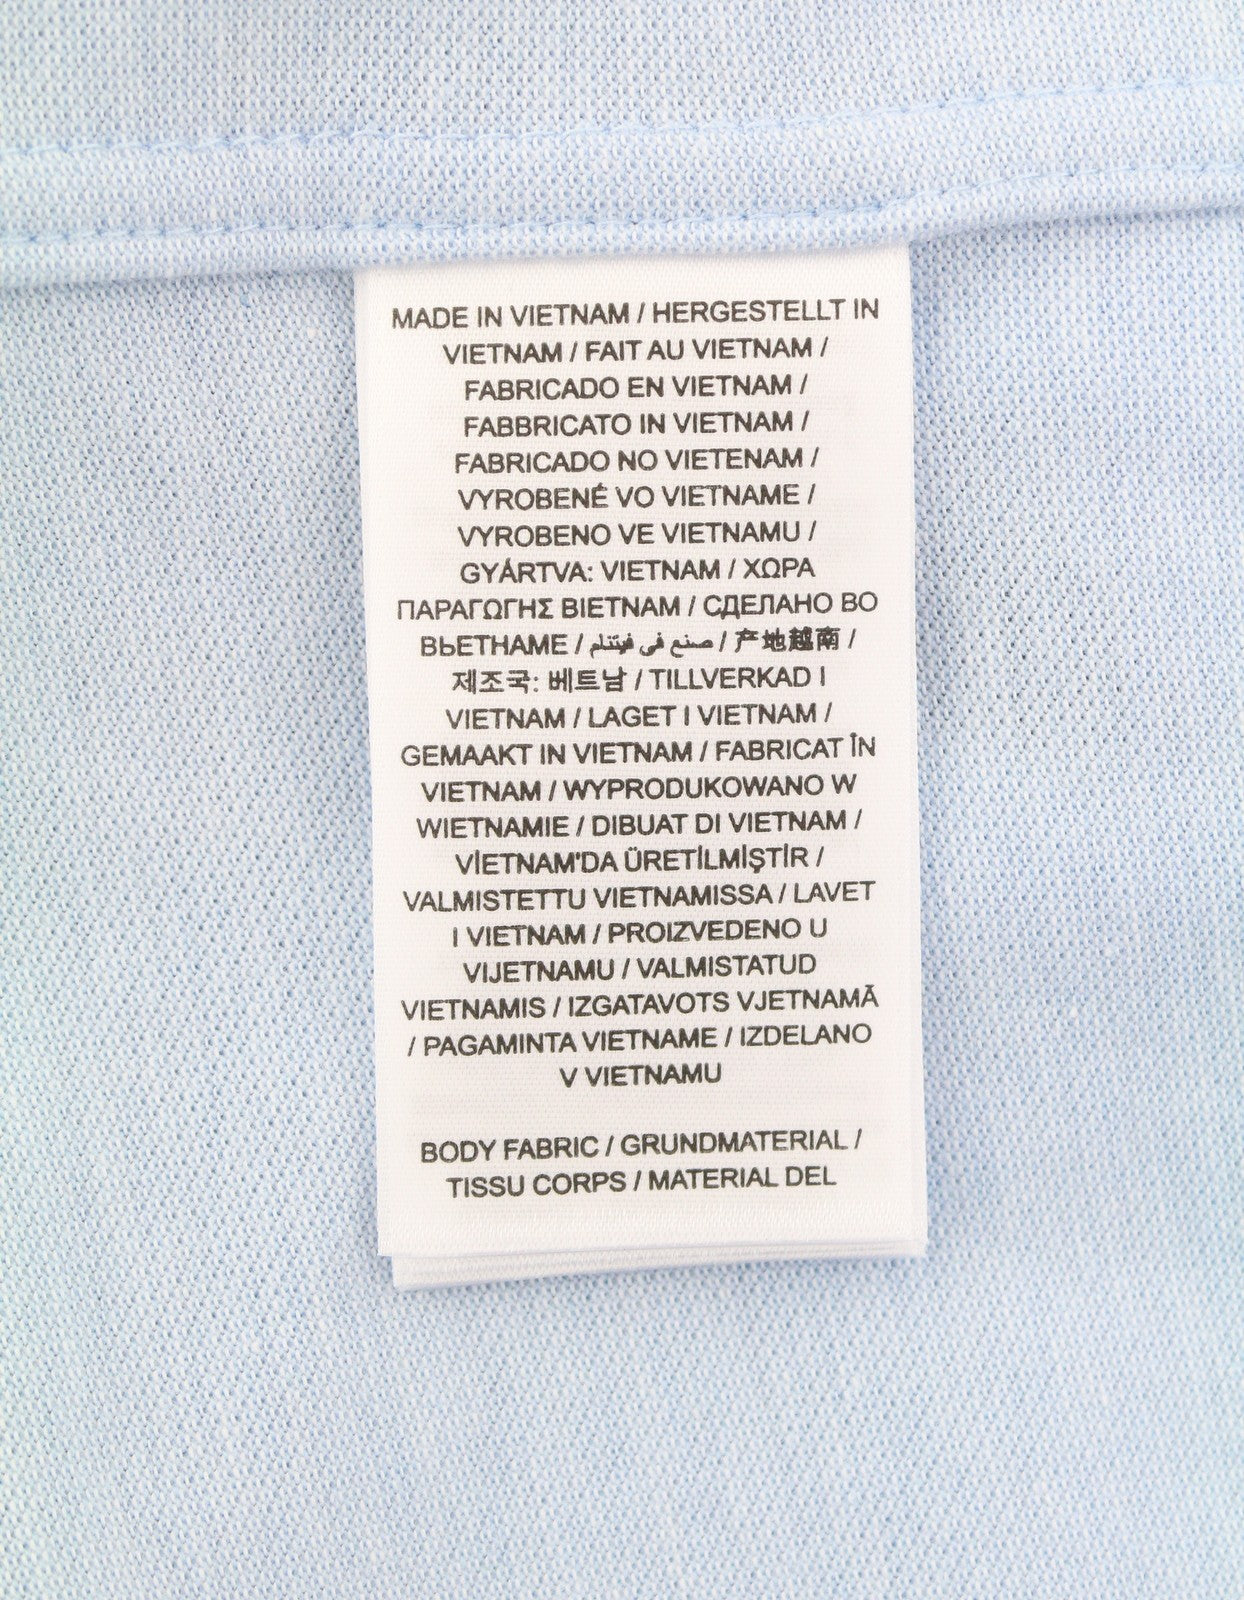 MADE IN VIETNAM / HERGESTELLT IN
VIETNAM / FAIT AU VIETNAM /
FABRICADO EN VIETNAM /
FABBRICATO IN VIETNAM /
FABRICADO NO VIETENAM /
VYROBENÉ VO VIETNAME /
VYROBENO VE VIETNAMU /
GYÁRTVA: VIETNAM / ΧΩΡΑ
ΠΑΡΑΓΩΓΗΣ ΒΙΕΤΝΑΜ / СДЕЛАНО ВО
ВЬЕТНАМЕ / صنع في فيتنام / 产地越南 /
제조국: 베트남 / TILLVERKAD I
VIETNAM / LAGET I VIETNAM /
GEMAAKT IN VIETNAM / FABRICAT ÎN
VIETNAM / WYPRODUKOWANO W
WIETNAMIE / DIBUAT DI VIETNAM /
VİETNAM'DA ÜRETİLMİŞTİR /
VALMISTETTU VIETNAMISSA / LAVET
I VIETNAM / PROIZVEDENO U
VIJETNAMU / VALMISTATUD
VIETNAMIS / IZGATAVOTS VJETNAMĀ
/ PAGAMINTA VIETNAME / IZDELANO
V VIETNAMU
BODY FABRIC / GRUNDMATERIAL /
TISSU CORPS / MATERIAL DEL